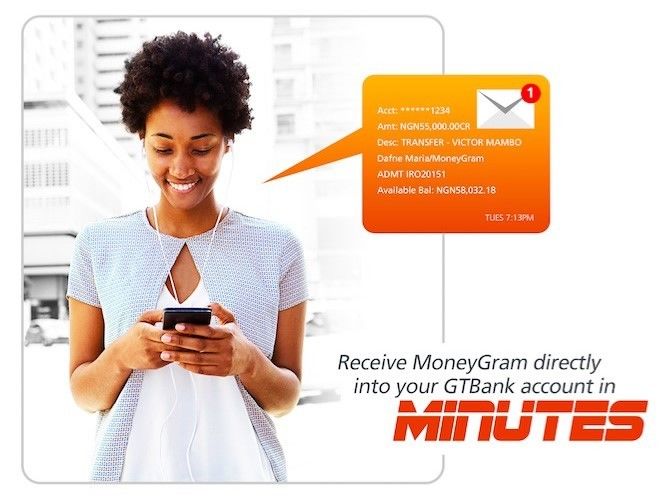 1
Acct: ******1234
Amt: NGN55,000.00CR
Desc: TRANSFER - VICTOR MAMBO
Dafne Maria/MoneyGram
ADMT IRO20151
Available Bal: NGN58,032.18
TUES 7:13PM
Receive MoneyGram directly
into your GTBank account in
MINUTES